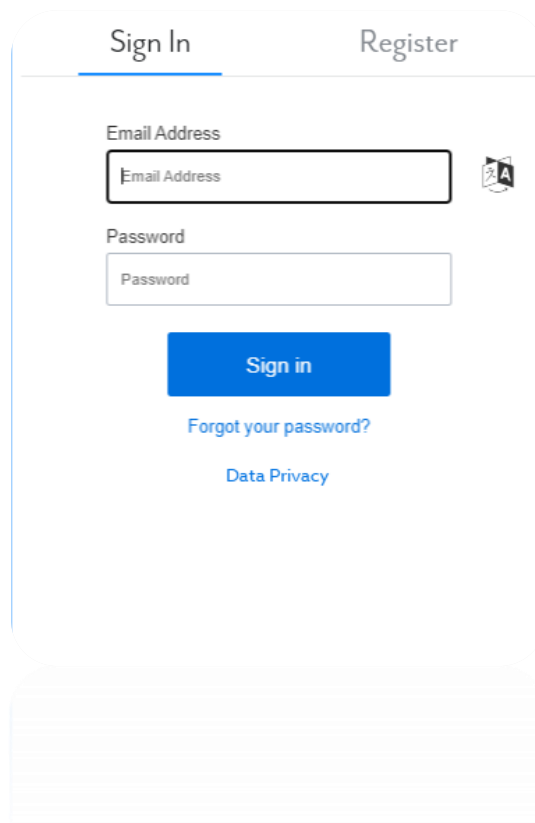 Sign In Register
Email Address
Email Address
Password
Password
Sign in
Forgot your password?
Data Privacy